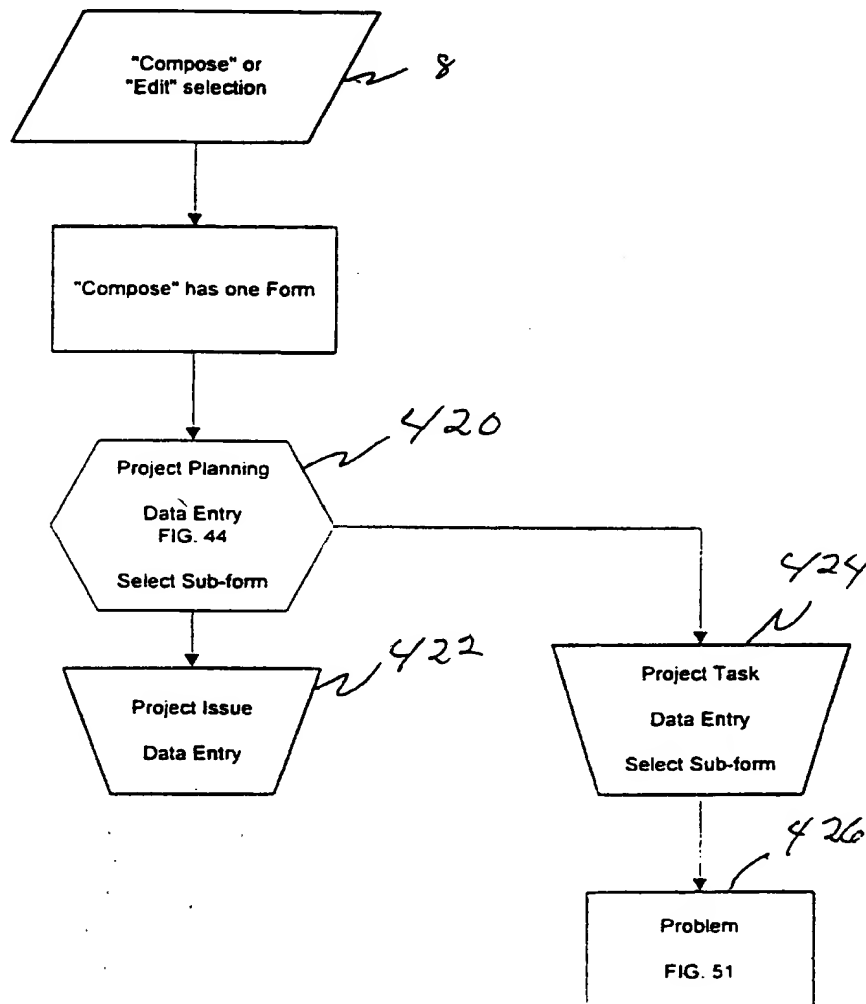 "Compose" or
"Edit" selection
8
"Compose" has one Form
420
Project Planning
Data Entry
FIG. 44
Select Sub-form
424
422
Project Issue
Data Entry
Project Task
Data Entry
Select Sub-form
426
Problem
FIG. 51